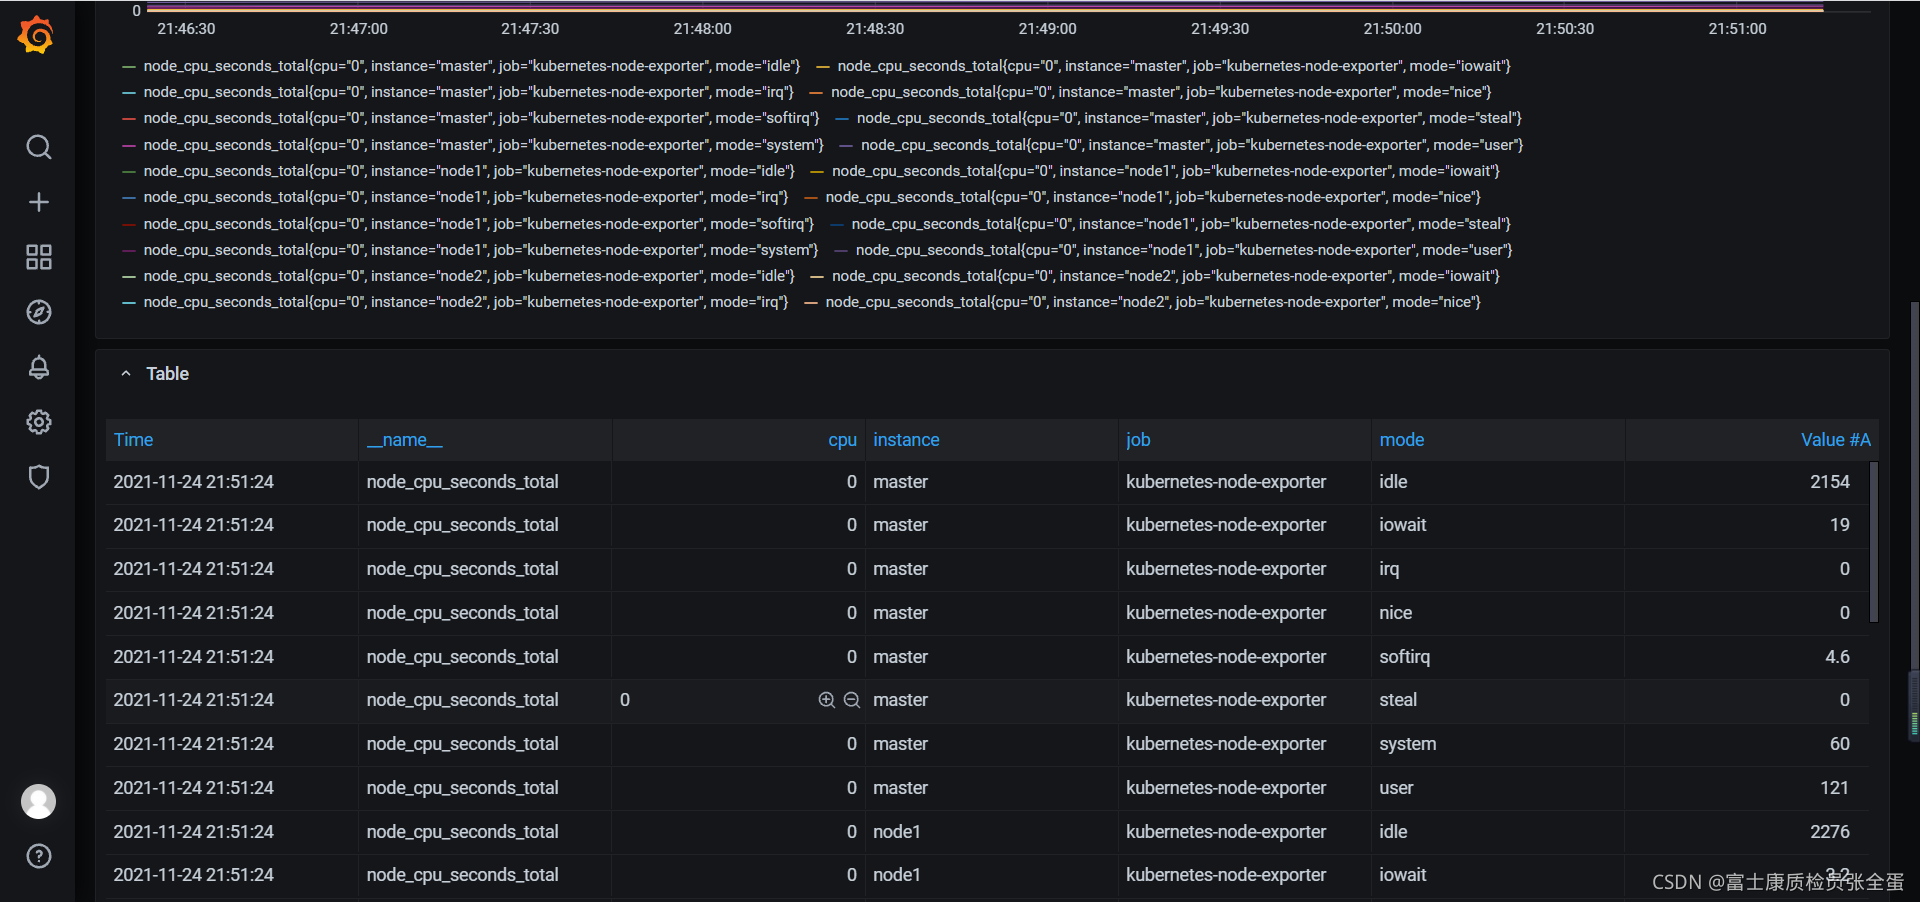 0
21:46:30 21:47:00 21:47:30 21:48:00 21:48:30 21:49:00 21:49:30 21:50:00 21:50:30 21:51:00
node_cpu_seconds_total{cpu="0", instance="master", job="kubernetes-node-exporter", mode="idle"} node_cpu_seconds_total{cpu="0", instance="master", job="kubernetes-node-exporter", mode="iowait"}
node_cpu_seconds_total{cpu="0", instance="master", job="kubernetes-node-exporter", mode="irq"} node_cpu_seconds_total{cpu="0", instance="master", job="kubernetes-node-exporter", mode="nice"}
node_cpu_seconds_total{cpu="0", instance="master", job="kubernetes-node-exporter", mode="softirq"} node_cpu_seconds_total{cpu="0", instance="master", job="kubernetes-node-exporter", mode="steal"}
node_cpu_seconds_total{cpu="0", instance="master", job="kubernetes-node-exporter", mode="system"} node_cpu_seconds_total{cpu="0", instance="master", job="kubernetes-node-exporter", mode="user"}
node_cpu_seconds_total{cpu="0", instance="node1", job="kubernetes-node-exporter", mode="idle"} node_cpu_seconds_total{cpu="0", instance="node1", job="kubernetes-node-exporter", mode="iowait"}
node_cpu_seconds_total{cpu="0", instance="node1", job="kubernetes-node-exporter", mode="irq"} node_cpu_seconds_total{cpu="0", instance="node1", job="kubernetes-node-exporter", mode="nice"}
node_cpu_seconds_total{cpu="0", instance="node1", job="kubernetes-node-exporter", mode="softirq"} node_cpu_seconds_total{cpu="0", instance="node1", job="kubernetes-node-exporter", mode="steal"}
node_cpu_seconds_total{cpu="0", instance="node1", job="kubernetes-node-exporter", mode="system"} node_cpu_seconds_total{cpu="0", instance="node1", job="kubernetes-node-exporter", mode="user"}
node_cpu_seconds_total{cpu="0", instance="node2", job="kubernetes-node-exporter", mode="idle"} node_cpu_seconds_total{cpu="0", instance="node2", job="kubernetes-node-exporter", mode="iowait"}
node_cpu_seconds_total{cpu="0", instance="node2", job="kubernetes-node-exporter", mode="irq"} node_cpu_seconds_total{cpu="0", instance="node2", job="kubernetes-node-exporter", mode="nice"}
Table
Time __name__ cpu instance job mode Value #A
2021-11-24 21:51:24 node_cpu_seconds_total 0 master kubernetes-node-exporter idle 2154
2021-11-24 21:51:24 node_cpu_seconds_total 0 master kubernetes-node-exporter iowait 19
2021-11-24 21:51:24 node_cpu_seconds_total 0 master kubernetes-node-exporter irq 0
2021-11-24 21:51:24 node_cpu_seconds_total 0 master kubernetes-node-exporter nice 0
2021-11-24 21:51:24 node_cpu_seconds_total 0 master kubernetes-node-exporter softirq 4.6
2021-11-24 21:51:24 node_cpu_seconds_total 0 master kubernetes-node-exporter steal 0
2021-11-24 21:51:24 node_cpu_seconds_total 0 master kubernetes-node-exporter system 60
2021-11-24 21:51:24 node_cpu_seconds_total 0 master kubernetes-node-exporter user 121
2021-11-24 21:51:24 node_cpu_seconds_total 0 node1 kubernetes-node-exporter idle 2276
2021-11-24 21:51:24 node_cpu_seconds_total 0 node1 kubernetes-node-exporter iowait 3.2
CSDN @富士康质检员张全蛋